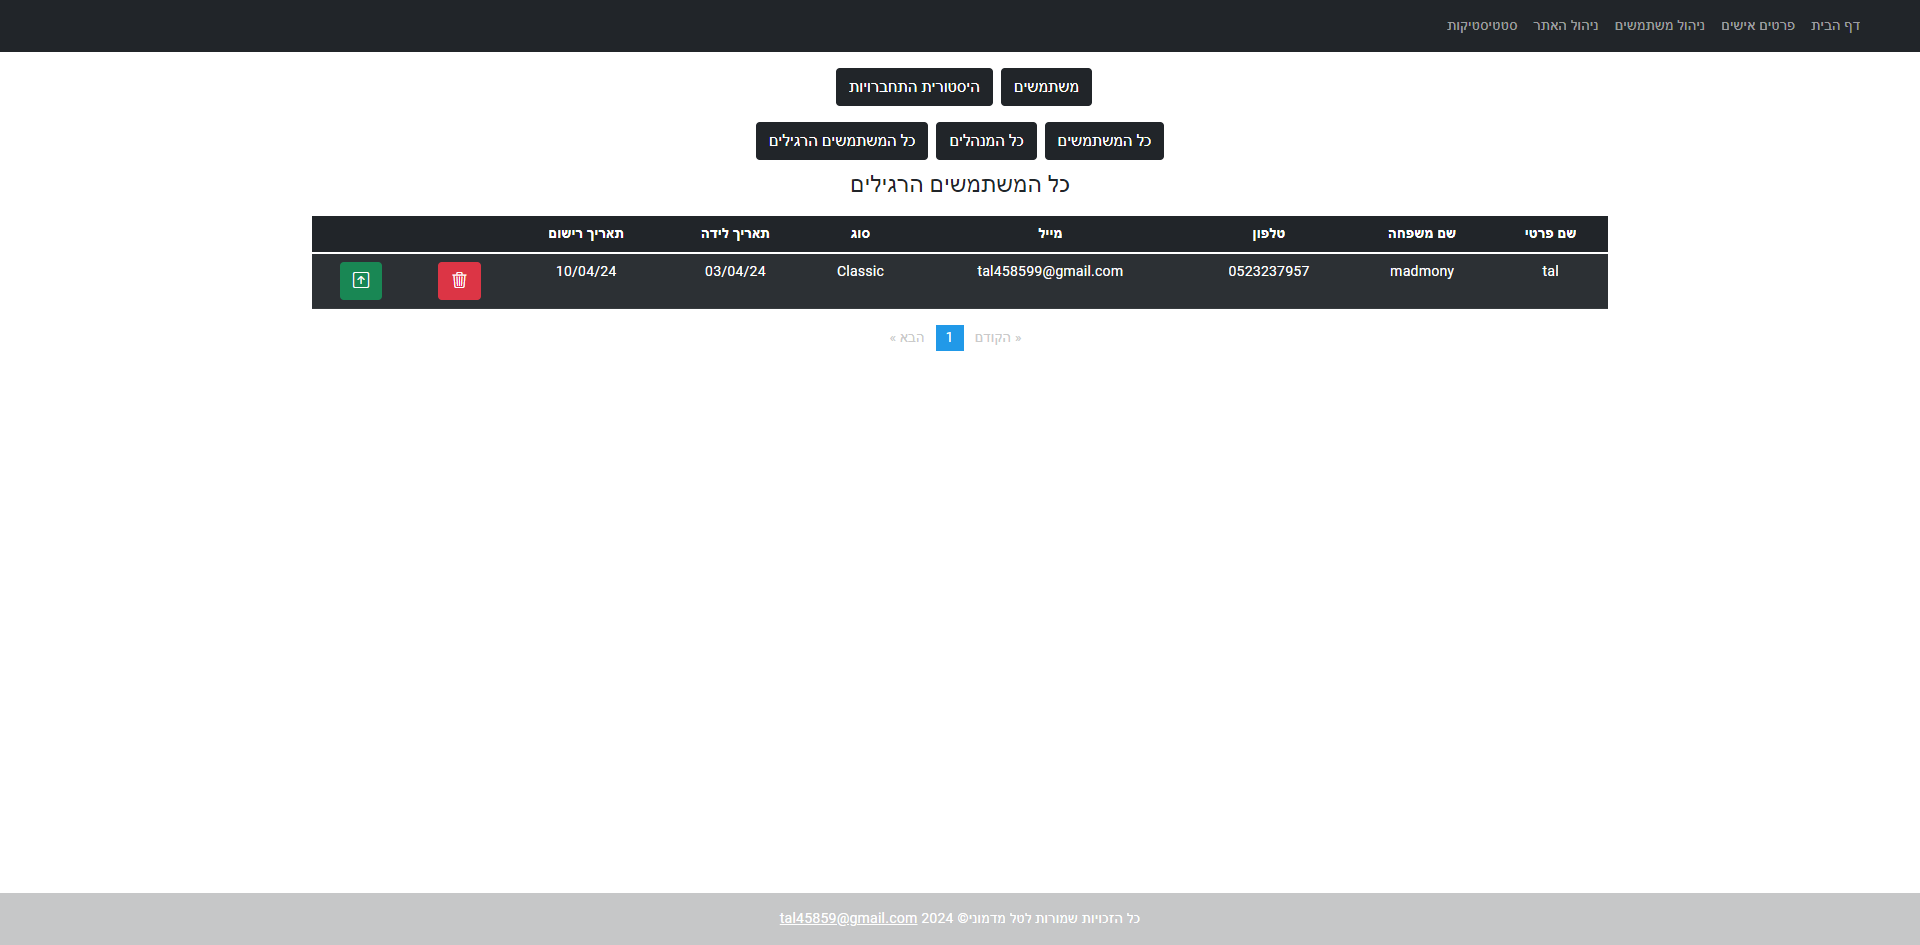 דף הבית פרטים אישים ניהול משתמשים ניהול האתר סטטיסטיקות
משתמשים היסטורית התחברויות
כל המשתמשים כל המנהלים כל המשתמשים הרגילים
כל המשתמשים הרגילים
שם פרטי שם משפחה טלפון מייל סוג תאריך לידה תאריך רישום
tal madmony 0523237957 tal458599@gmail.com Classic 03/04/24 10/04/24
« הקודם 1 הבא »
כל הזכויות שמורות לטל מדמוני© 2024 tal45859@gmail.com